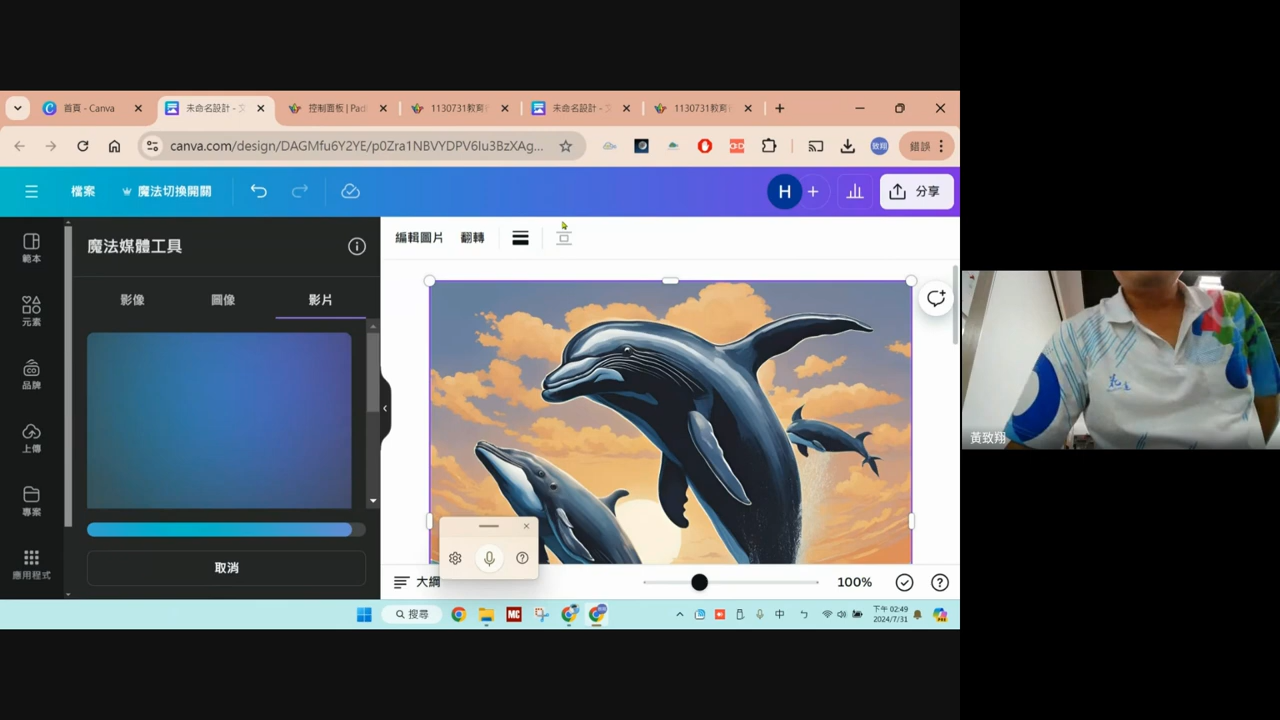 首頁 - Canva
未命名設計 - 文
控制面板 | Pad
1130731教育
未命名設計 - 文
1130731教育
canva.com/design/DAGMfu6Y2YE/p0Zra1NBVYDPV6Iu3BzXAg...
致翔
錯誤
檔案
魔法切換開關
H
分享
範本
元素
品牌
上傳
專案
應用程式
魔法媒體工具
影像
圖像
影片
取消
編輯圖片
翻轉
黃致翔
大綱
100%
搜尋
MC
中
下午 02:49
2024/7/31